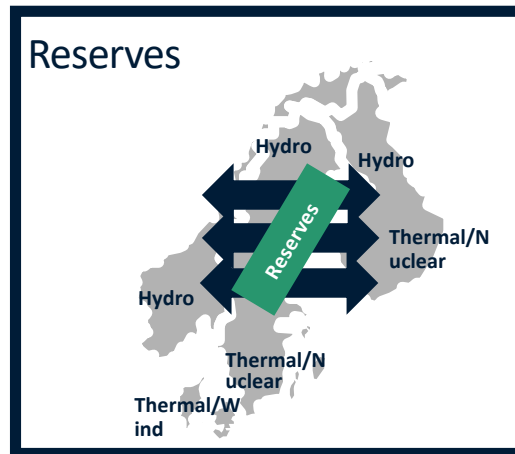 Reserves
Hydro
Hydro
Reserves
Thermal/N
uclear
Hydro
Thermal/N
uclear
Thermal/W
ind